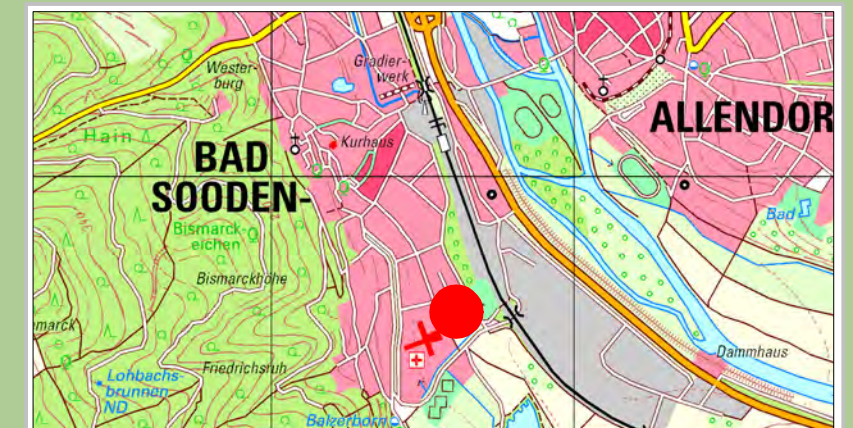 Gradier-
werk
Wester-
burg
ALLENDOR
Hain
Kurhaus
BAD
SOODEN-
Bad
Bismarck-
eichen
Bismarckhöhe
marck
Dammhaus
Friedrichsruh
Lohbachs-
brunnen
ND
Balzerborn